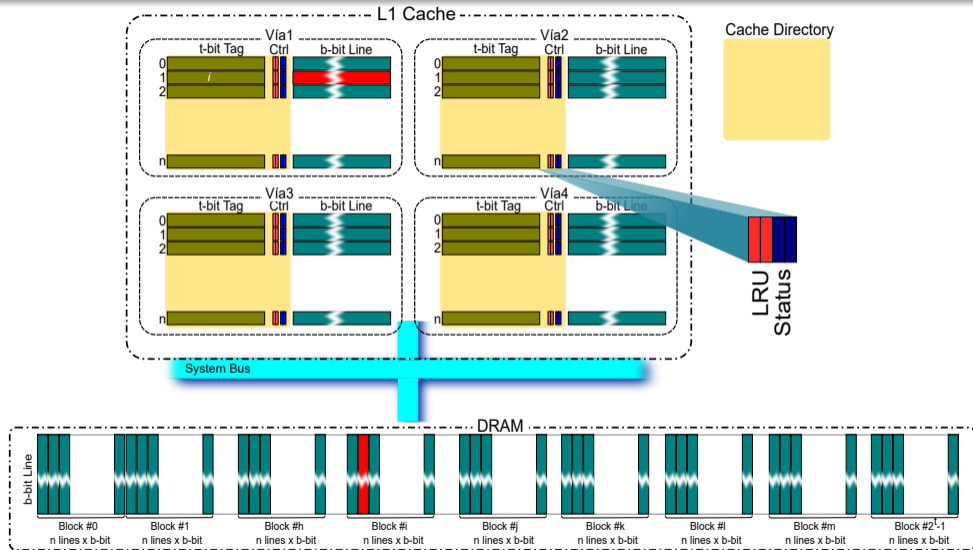 L1 Cache
Cache Directory
Vía1
t-bit Tag Ctrl b-bit Line
0
1 i
2
n
Vía2
t-bit Tag Ctrl b-bit Line
0
1
2
n
Vía3
t-bit Tag Ctrl b-bit Line
0
1
2
n
Vía4
t-bit Tag Ctrl b-bit Line
0
1
2
n
LRU
Status
System Bus
DRAM
b-bit Line
Block #0 Block #1 Block #h Block #i Block #j Block #k Block #l Block #m Block #2^t-1
n lines x b-bit n lines x b-bit n lines x b-bit n lines x b-bit n lines x b-bit n lines x b-bit n lines x b-bit n lines x b-bit n lines x b-bit